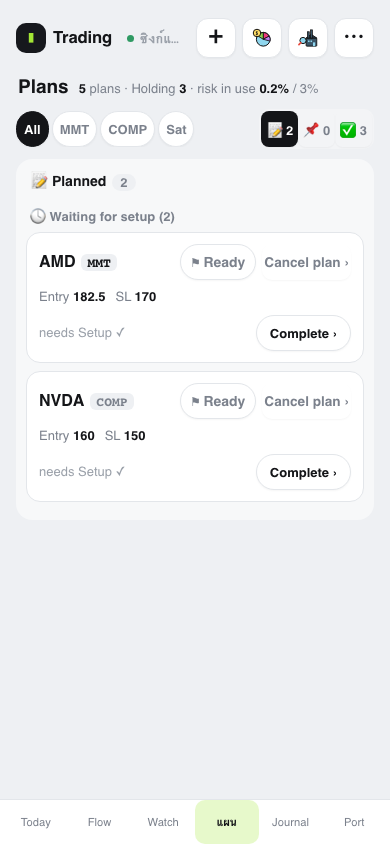 Trading ซิงก์แ...
Plans 5 plans · Holding 3 · risk in use 0.2% / 3%
All MMT COMP Sat 2 0 3
Planned 2
Waiting for setup (2)
AMD MMT Ready Cancel plan ›
Entry 182.5 SL 170
needs Setup ✓ Complete ›
NVDA COMP Ready Cancel plan ›
Entry 160 SL 150
needs Setup ✓ Complete ›
Today Flow Watch แผน Journal Port